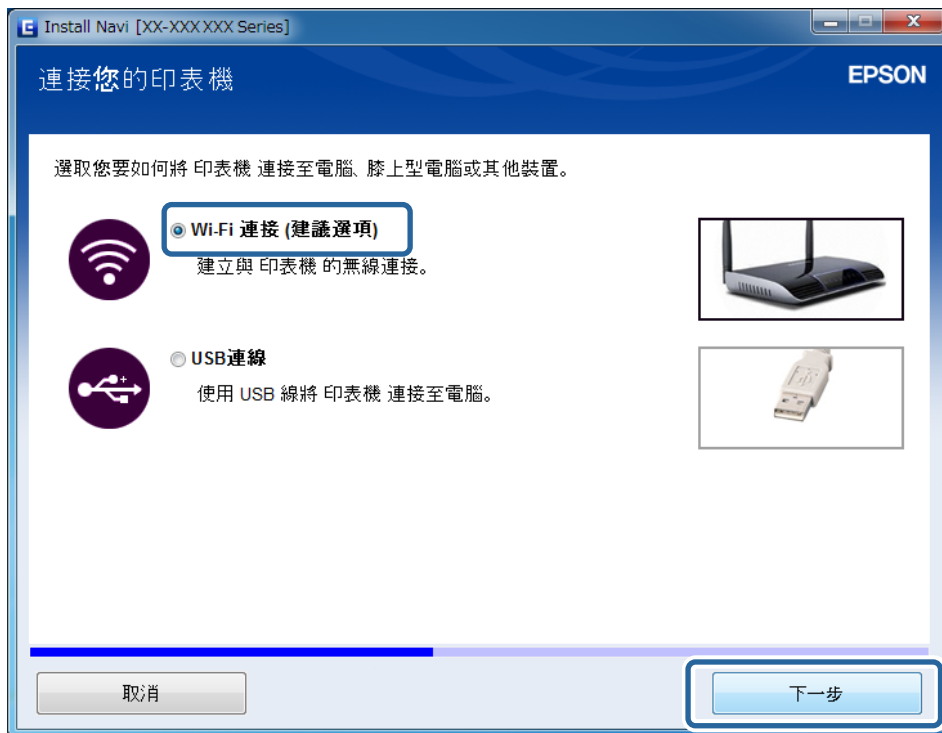 Install Navi [XX-XXX XXX Series]
連接您的印表機
EPSON
選取您要如何將 印表機 連接至電腦、膝上型電腦或其他裝置。
Wi-Fi 連接 (建議選項)
建立與 印表機 的無線連接。
USB連線
使用 USB 線將 印表機 連接至電腦。
取消
下一步